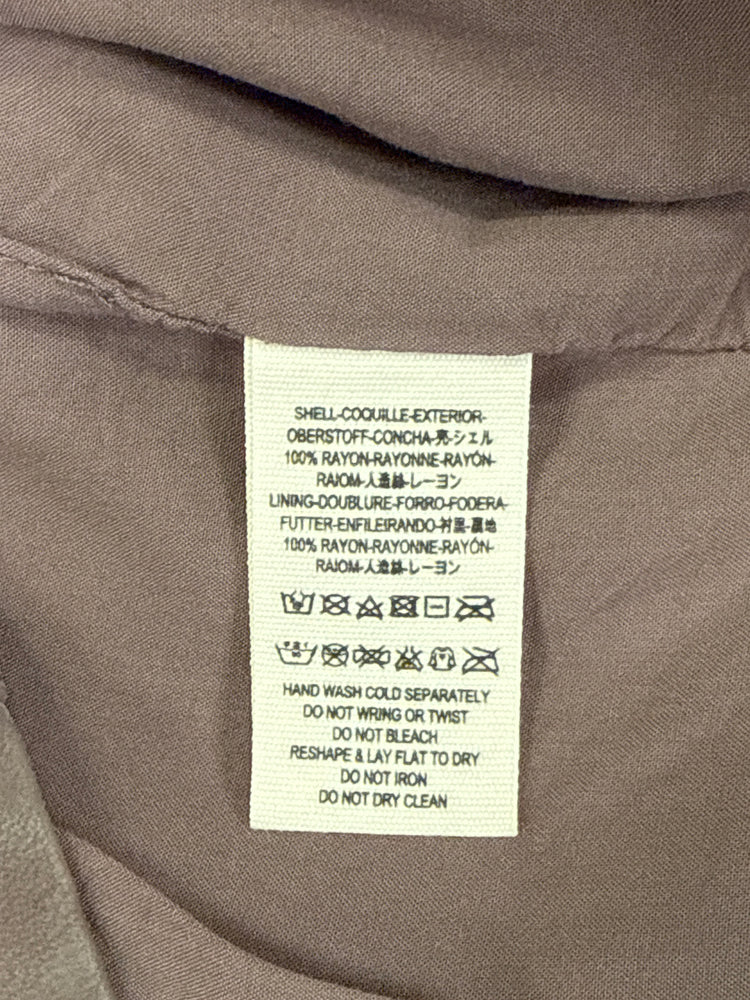 SHELL-COQUILLE-EXTERIOR-
OBERSTOFF-CONCHA-亮-シェル
100% RAYON-RAYONNE-RAYÓN-
RAIOM-人造絲-レーヨン
LINING-DOUBLURE-FORRO-FODERA-
FUTTER-ENFILEIRANDO-衬里-裏地
100% RAYON-RAYONNE-RAYÓN-
RAIOM-人造絲-レーヨン
HAND WASH COLD SEPARATELY
DO NOT WRING OR TWIST
DO NOT BLEACH
RESHAPE & LAY FLAT TO DRY
DO NOT IRON
DO NOT DRY CLEAN